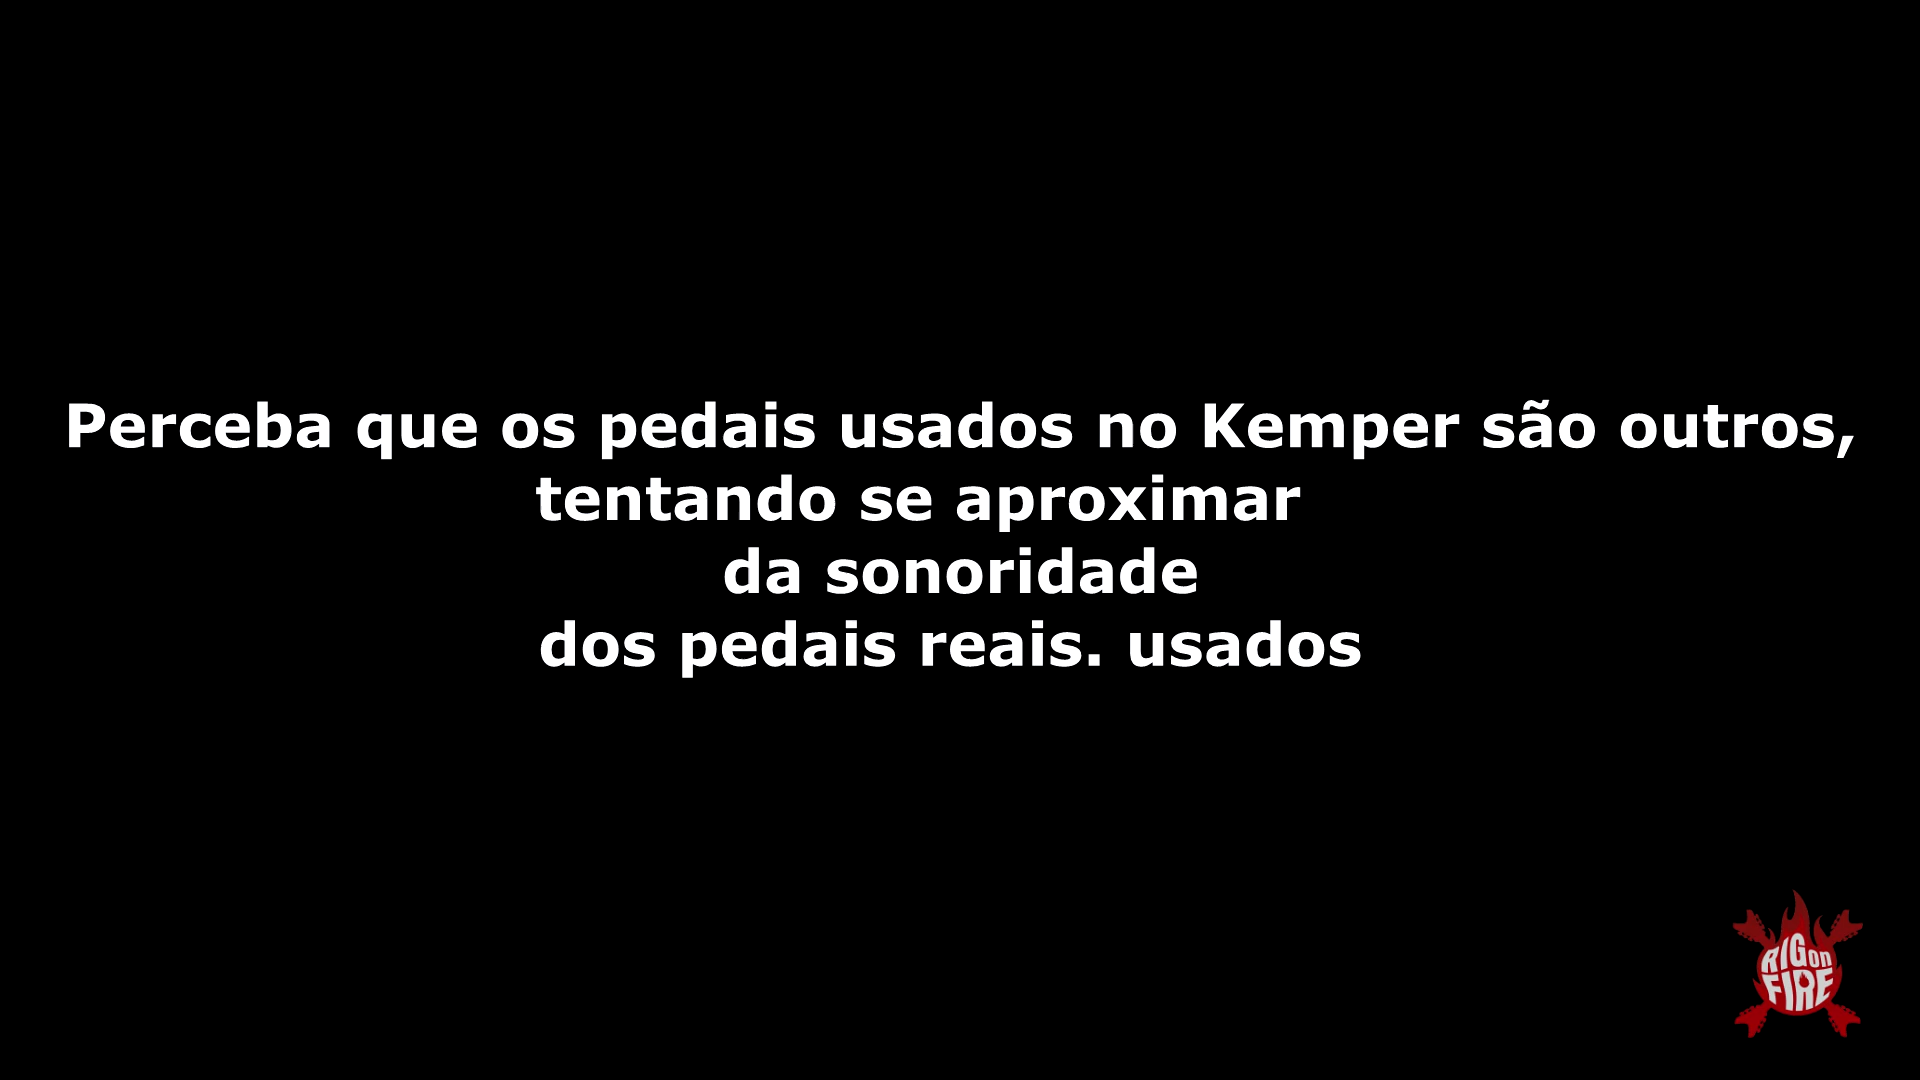 Perceba que os pedais usados no Kemper são outros,
tentando se aproximar
da sonoridade
dos pedais reais. usados
RIG on
FIRE